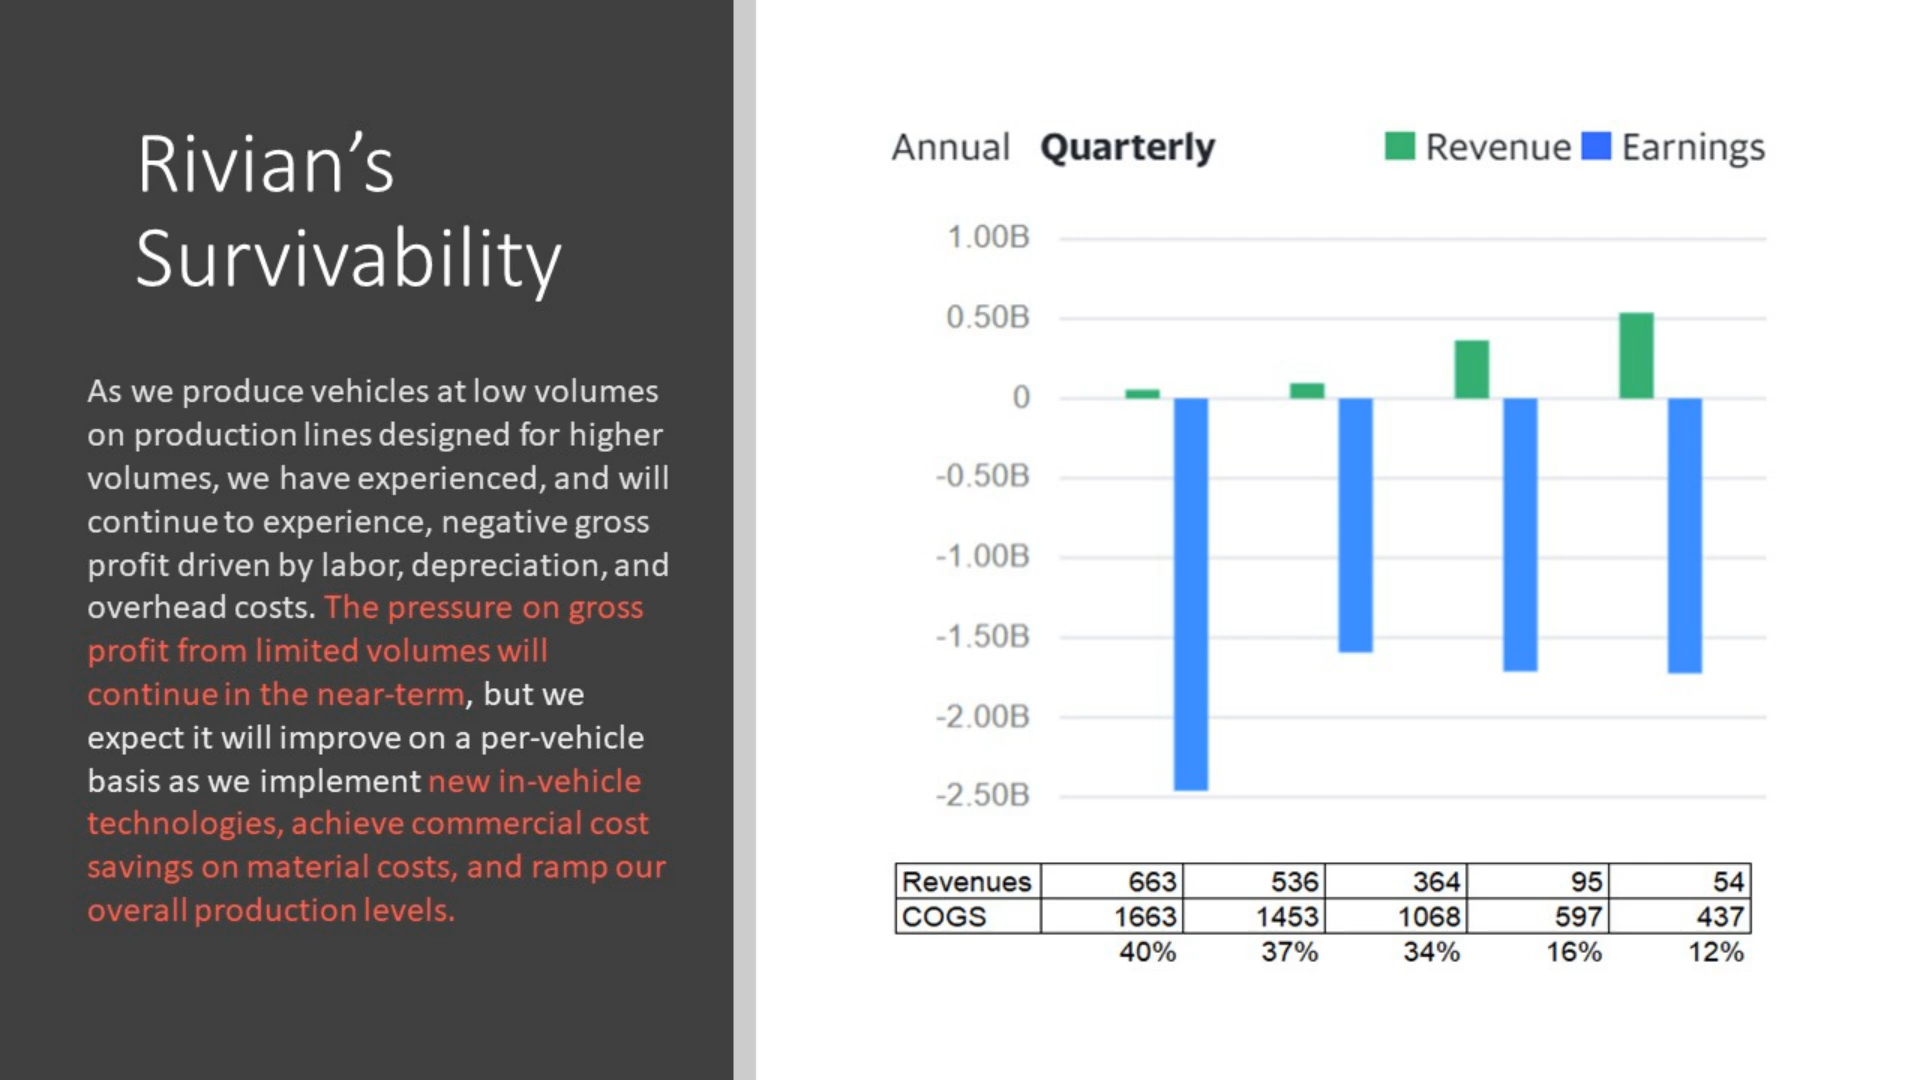 Rivian’s
Survivability
As we produce vehicles at low volumes
on production lines designed for higher
volumes, we have experienced, and will
continue to experience, negative gross
profit driven by labor, depreciation, and
overhead costs. The pressure on gross
profit from limited volumes will
continue in the near-term, but we
expect it will improve on a per-vehicle
basis as we implement new in-vehicle
technologies, achieve commercial cost
savings on material costs, and ramp our
overall production levels.
Annual Quarterly Revenue Earnings
1.00B
0.50B
0
-0.50B
-1.00B
-1.50B
-2.00B
-2.50B
Revenues 663 536 364 95 54
COGS 1663 1453 1068 597 437
40% 37% 34% 16% 12%